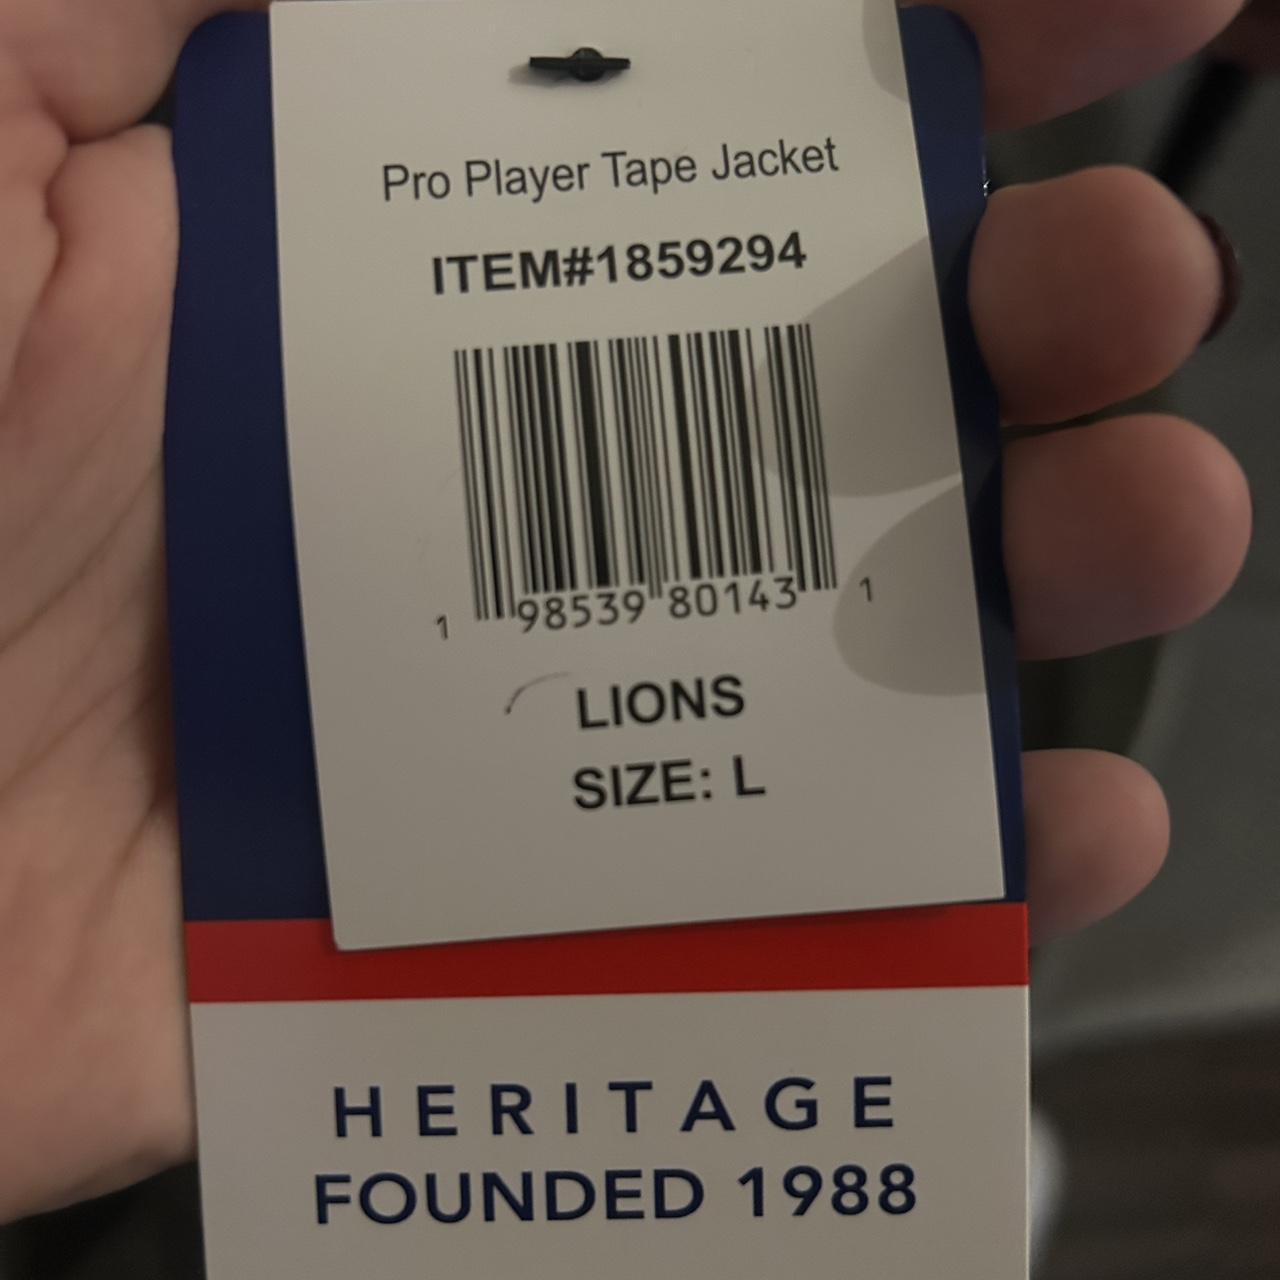 Pro Player Tape Jacket
ITEM#1859294
1 98539 80143 1
LIONS
SIZE: L
HERITAGE
FOUNDED 1988